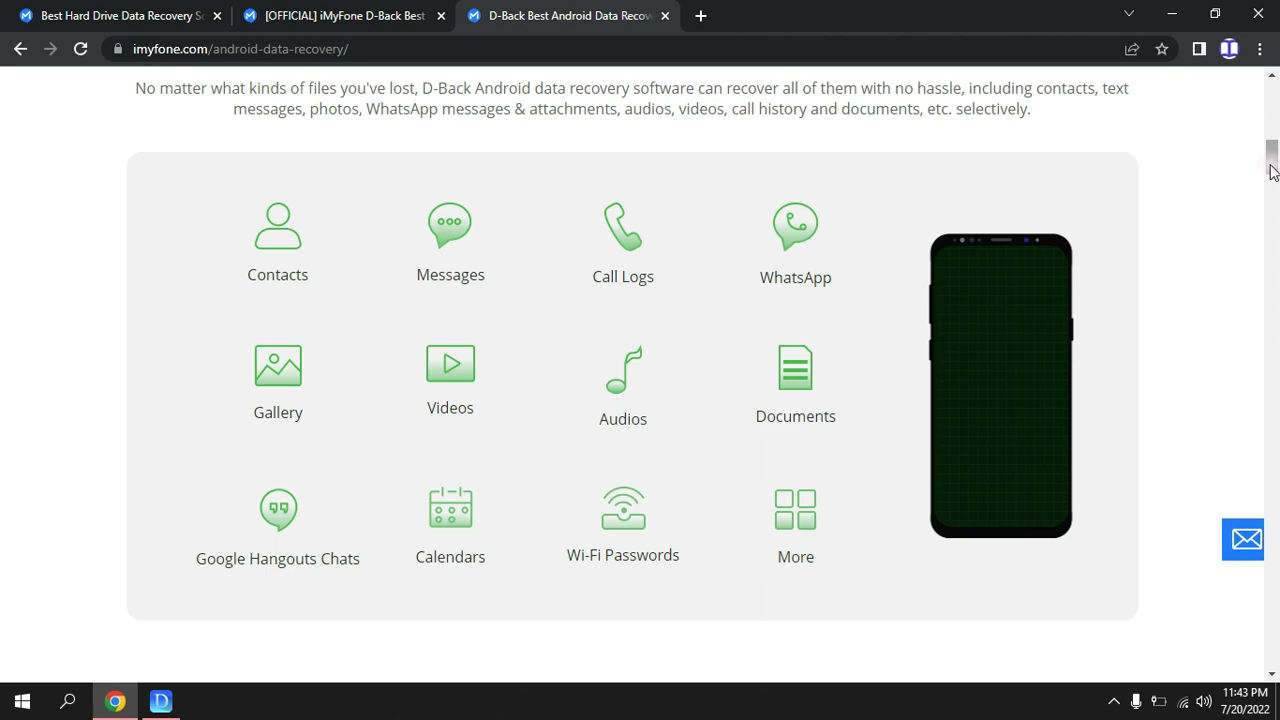 Best Hard Drive Data Recovery So
[OFFICIAL] iMyFone D-Back Best
D-Back Best Android Data Recov
imyfone.com/android-data-recovery/
No matter what kinds of files you've lost, D-Back Android data recovery software can recover all of them with no hassle, including contacts, text
messages, photos, WhatsApp messages & attachments, audios, videos, call history and documents, etc. selectively.
Contacts
Messages
Call Logs
WhatsApp
Gallery
Videos
Audios
Documents
Google Hangouts Chats
Calendars
Wi-Fi Passwords
More
11:43 PM
7/20/2022